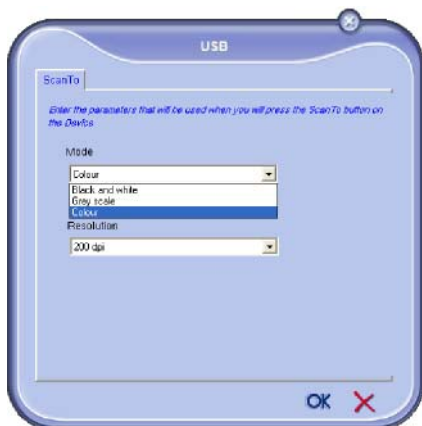 USB
ScanTo
Enter the parameters that will be used when you will press the ScanTo button on
the Device
Mode
Colour
Black and white
Grey scale
Colour
Resolution
200 dpi
OK